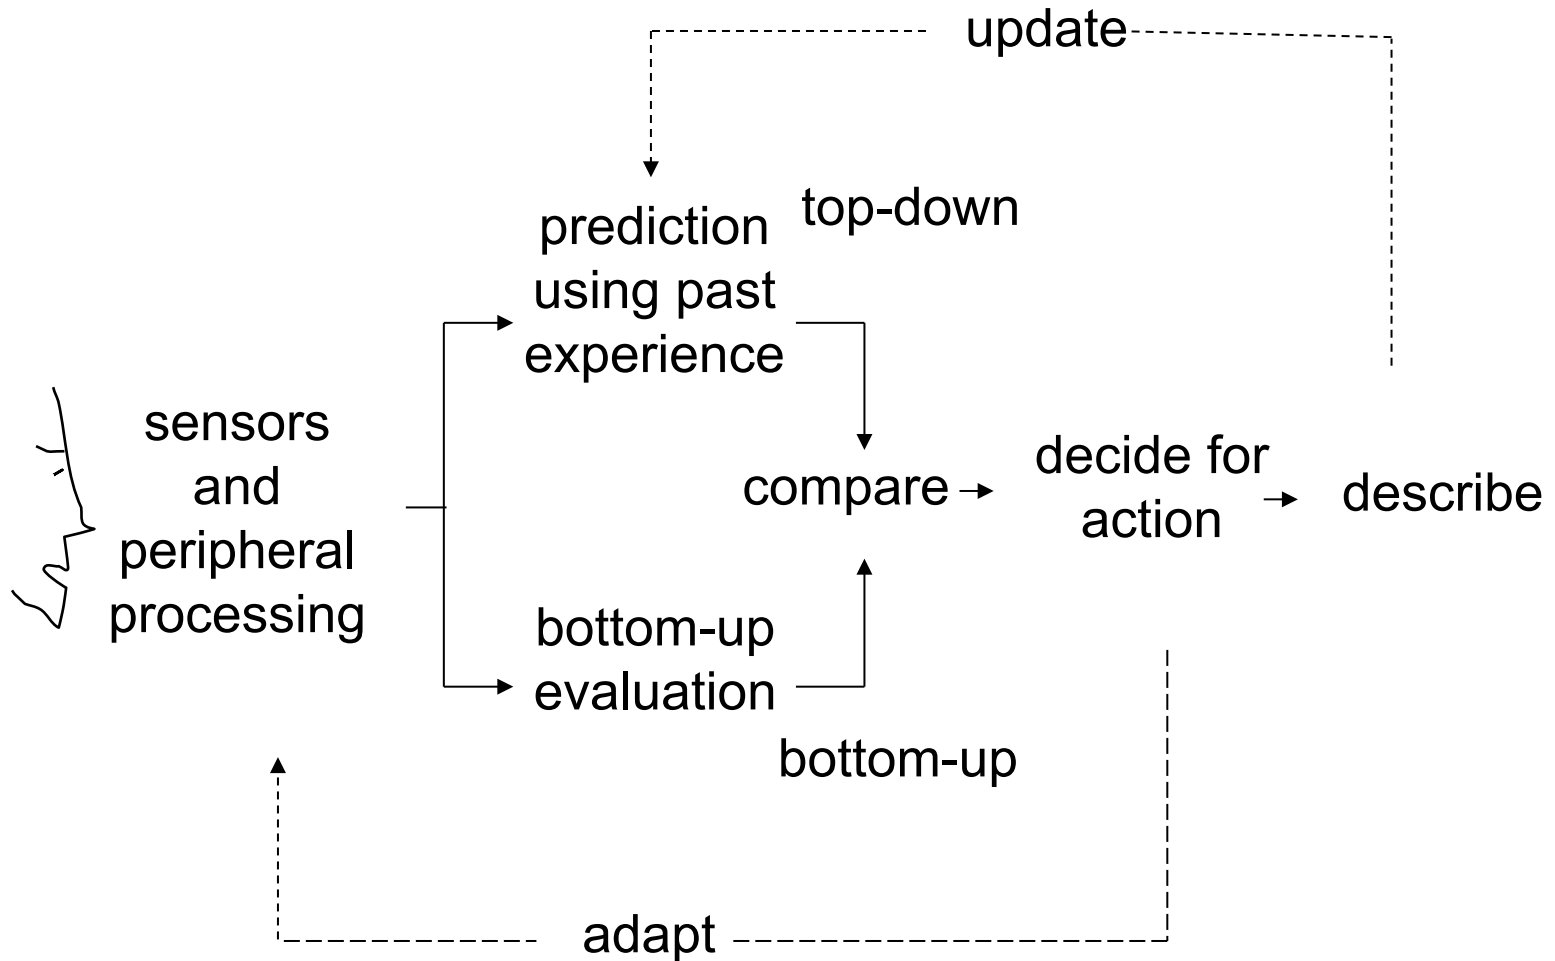 update
prediction
using past
experience
top-down
sensors
and
peripheral
processing
compare
decide for
action
describe
bottom-up
evaluation
bottom-up
adapt